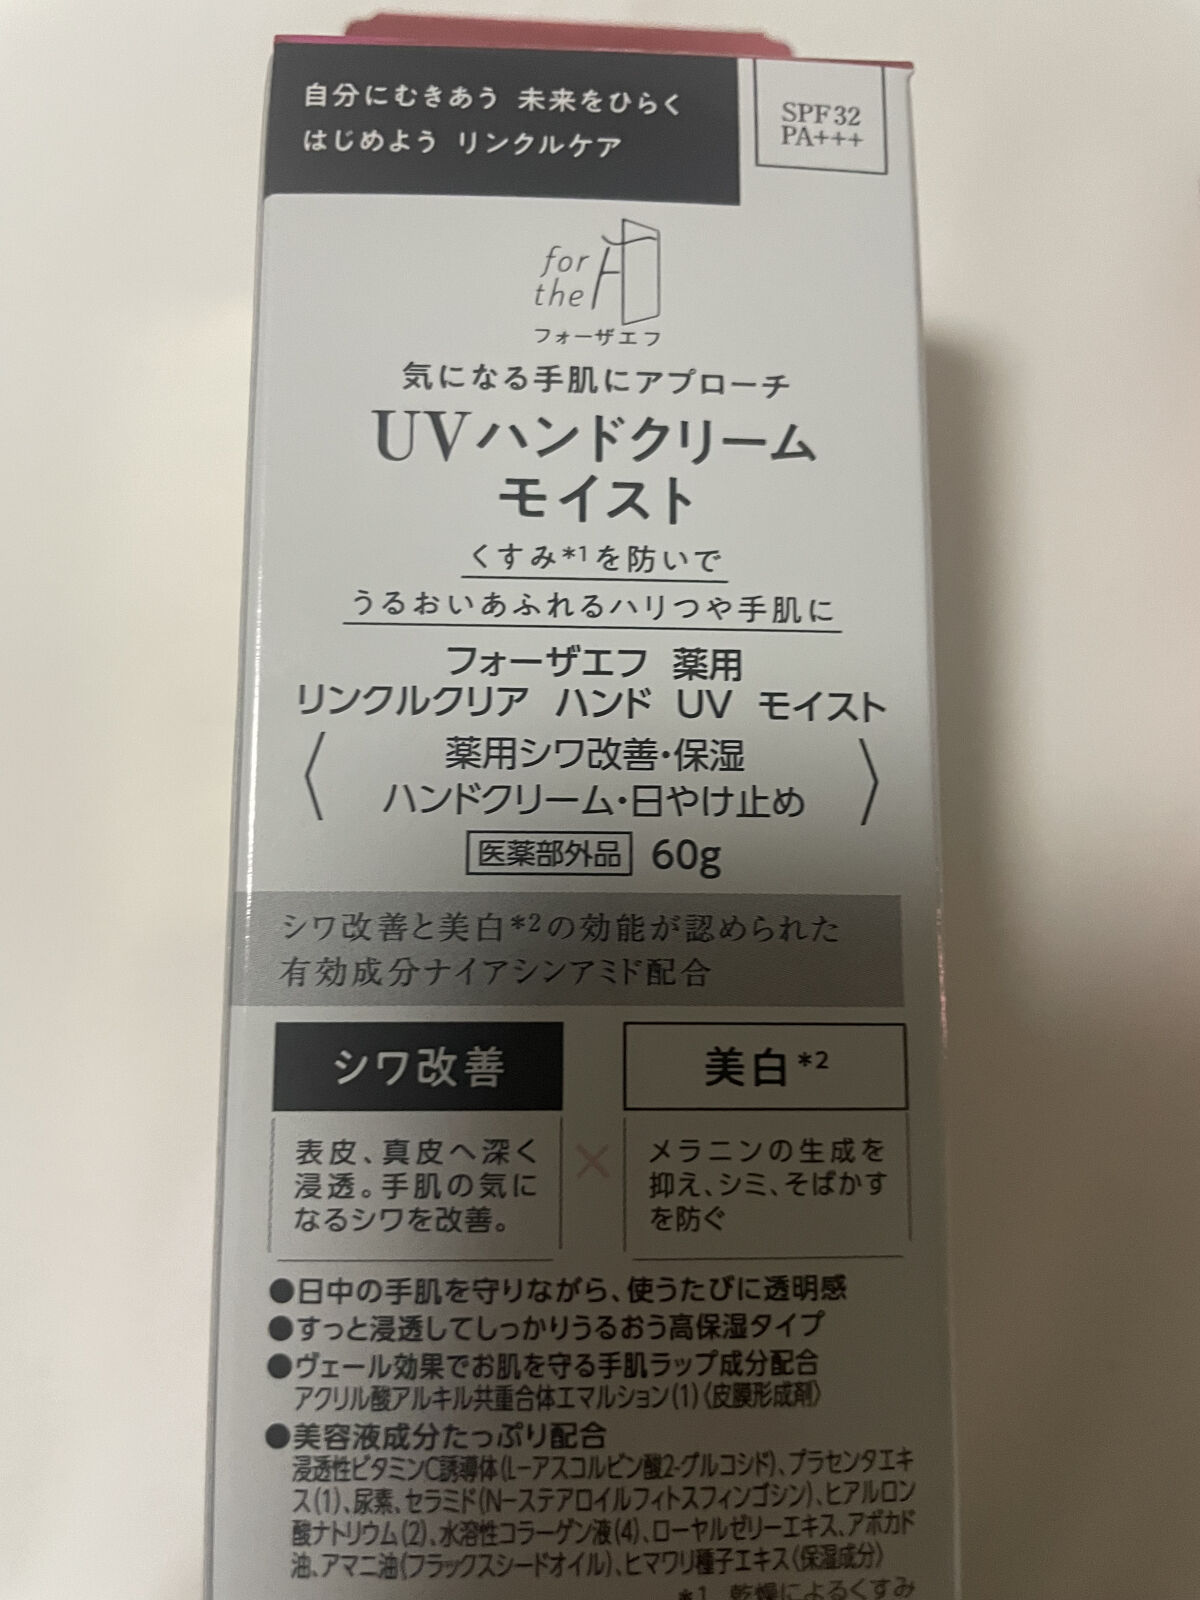 自分にむきあう 未来をひらく
はじめよう リンクルケア
SPF32
PA+++
for
the F
フォーザエフ
気になる手肌にアプローチ
UVハンドクリーム
モイスト
くすみ*1を防いで
うるおいあふれるハリつや手肌に
フォーザエフ 薬用
リンクルクリア ハンド UV モイスト
〈薬用シワ改善・保湿
ハンドクリーム・日やけ止め〉
医薬部外品 60g
シワ改善と美白*2の効能が認められた
有効成分ナイアシンアミド配合
シワ改善
表皮、真皮へ深く
浸透。手肌の気に
なるシワを改善。
×
美白*2
メラニンの生成を
抑え、シミ、そばかす
を防ぐ
●日中の手肌を守りながら、使うたびに透明感
●すっと浸透してしっかりうるおう高保湿タイプ
●ヴェール効果でお肌を守る手肌ラップ成分配合
アクリル酸アルキル共重合体エマルション(1)〈皮膜形成剤〉
●美容液成分たっぷり配合
浸透性ビタミンC誘導体(L-アスコルビン酸2-グルコシド)、プラセンタエキ
ス(1)、尿素、セラミド(N-ステアロイルフィトスフィンゴシン)、ヒアルロン
酸ナトリウム(2)、水溶性コラーゲン液(4)、ローヤルゼリーエキス、アボカド
油、アマニ油(フラックスシードオイル)、ヒマワリ種子エキス〈保湿成分〉
*1 乾燥によるくすみ